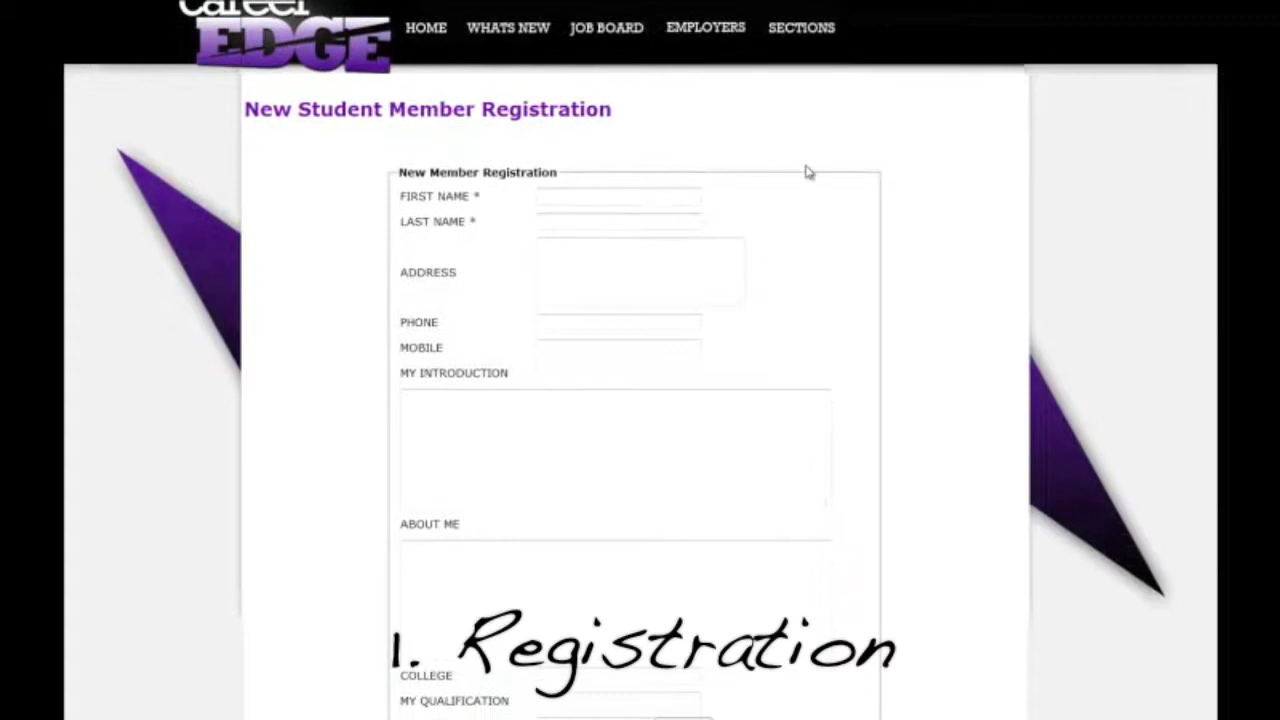 career
EDGE
HOME WHATS NEW JOB BOARD EMPLOYERS SECTIONS
New Student Member Registration
New Member Registration
FIRST NAME *
LAST NAME *
ADDRESS
PHONE
MOBILE
MY INTRODUCTION
ABOUT ME
1. Registration
COLLEGE
MY QUALIFICATION